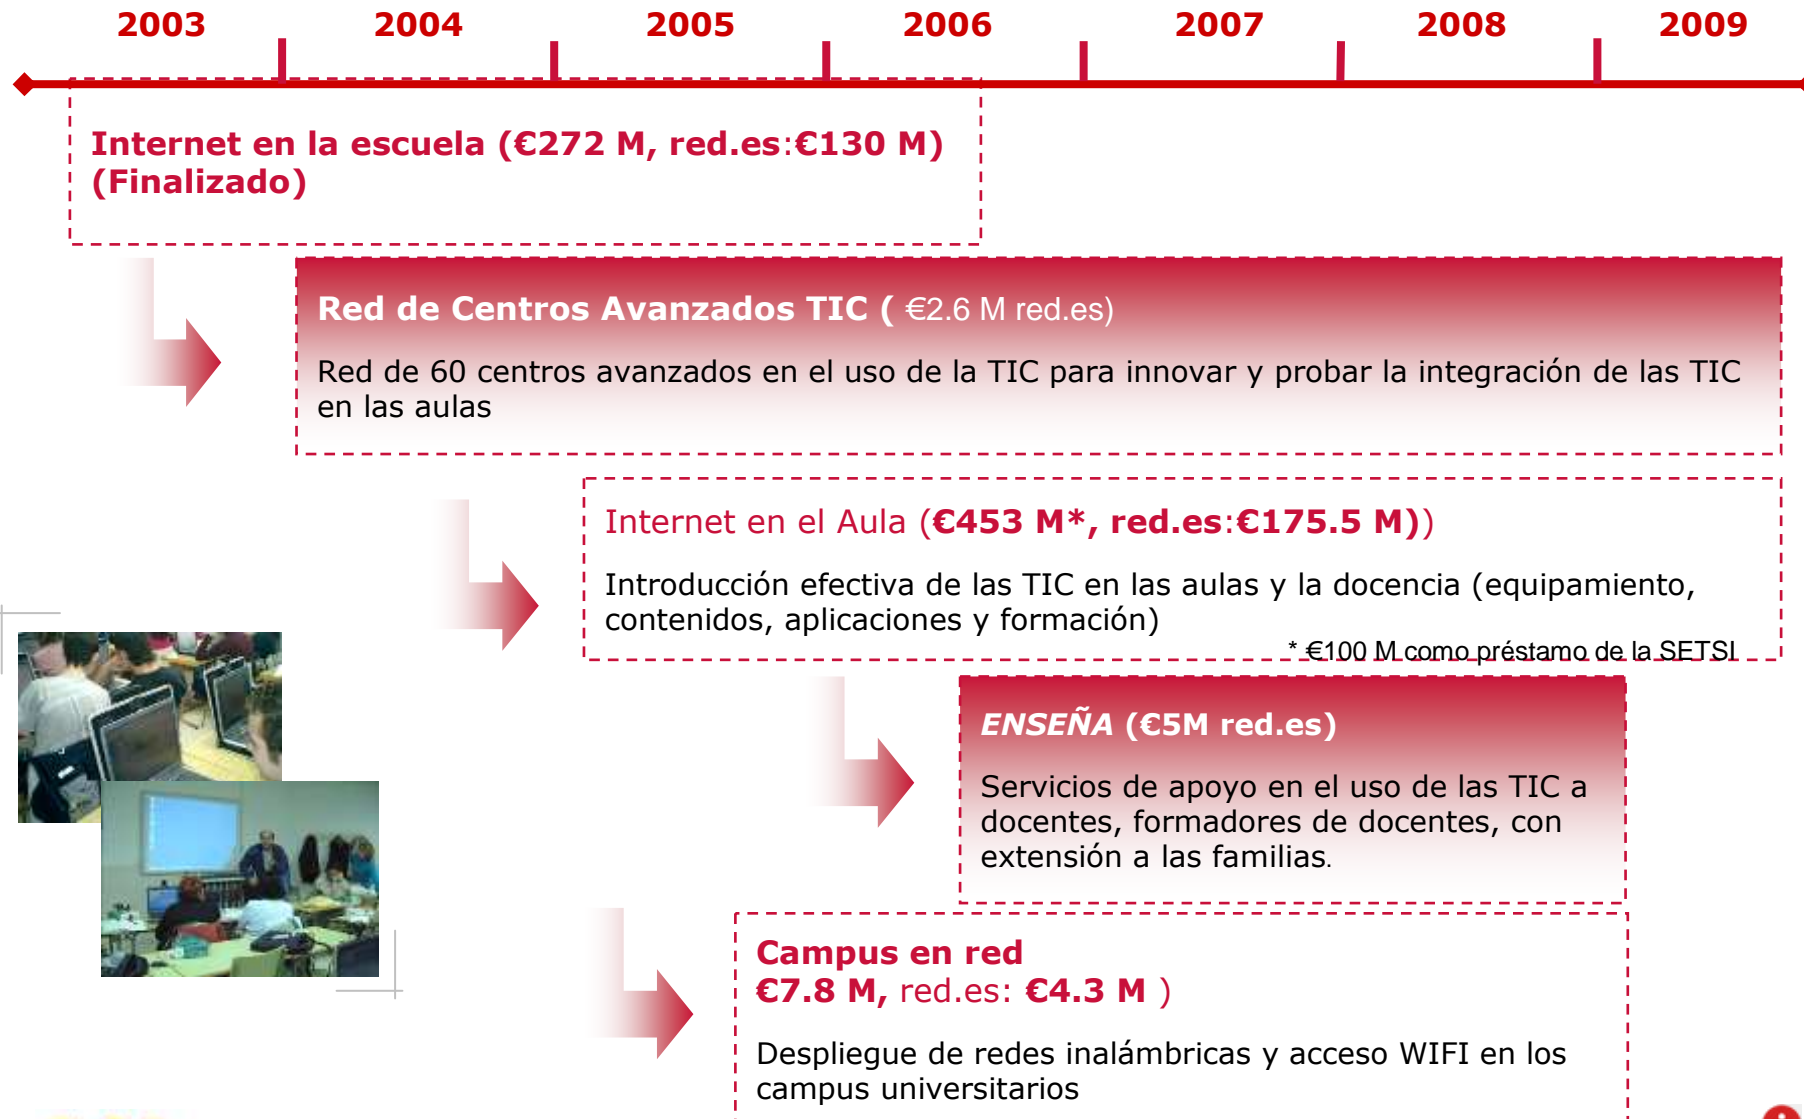 2003 2004 2005 2006 2007 2008 2009
Internet en la escuela (€272 M, red.es:€130 M)
(Finalizado)
Red de Centros Avanzados TIC ( €2.6 M red.es)
Red de 60 centros avanzados en el uso de la TIC para innovar y probar la integración de las TIC
en las aulas
Internet en el Aula (€453 M*, red.es:€175.5 M))
Introducción efectiva de las TIC en las aulas y la docencia (equipamiento,
contenidos, aplicaciones y formación)
* €100 M como préstamo de la SETSI
ENSEÑA (€5M red.es)
Servicios de apoyo en el uso de las TIC a
docentes, formadores de docentes, con
extensión a las familias.
Campus en red
€7.8 M, red.es: €4.3 M )
Despliegue de redes inalámbricas y acceso WIFI en los
campus universitarios